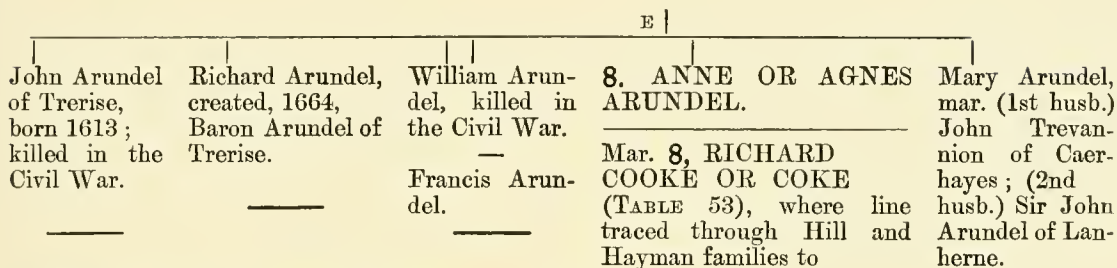 E
John Arundel
of Trerise,
born 1613 ;
killed in the
Civil War.
Richard Arundel,
created, 1664,
Baron Arundel of
Trerise.
William Arun-
del, killed in
the Civil War.
—
Francis Arun-
del.
8. ANNE OR AGNES
ARUNDEL.
Mar. 8, RICHARD
COOKE OR COKE
(TABLE 53), where line
traced through Hill and
Hayman families to
Mary Arundel,
mar. (1st husb.)
John Trevan-
nion of Caer-
hayes ; (2nd
husb.) Sir John
Arundel of Lan-
herne.